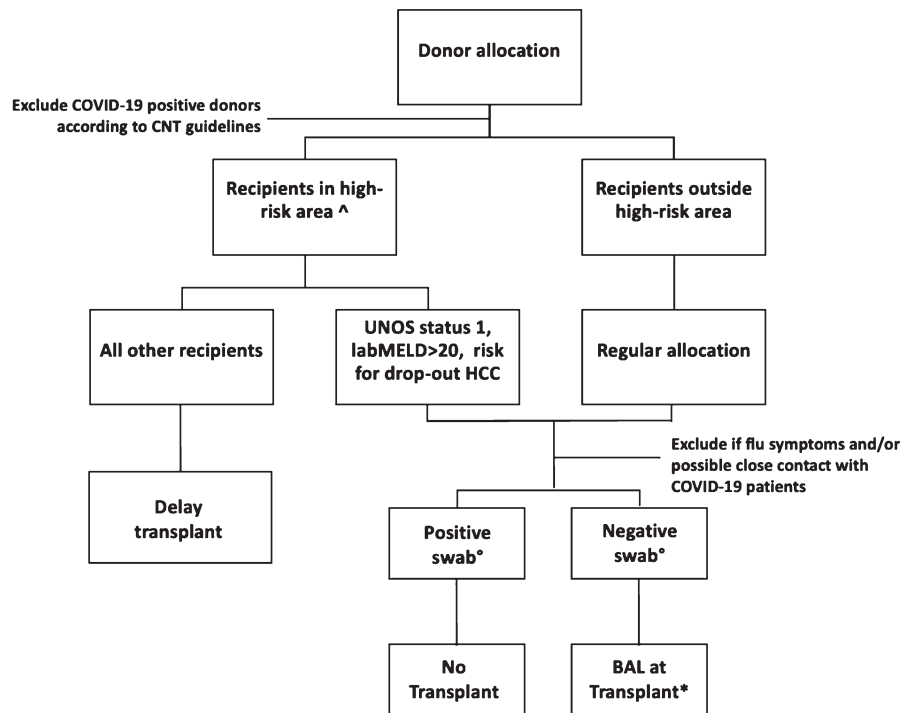 Donor allocation
Exclude COVID-19 positive donors
according to CNT guidelines
Recipients in high-
risk area ^
Recipients outside
high-risk area
All other recipients
UNOS status 1,
labMELD>20, risk
for drop-out HCC
Regular allocation
Exclude if flu symptoms and/or
possible close contact with
COVID-19 patients
Delay
transplant
Positive
swab°
Negative
swab°
No
Transplant
BAL at
Transplant*